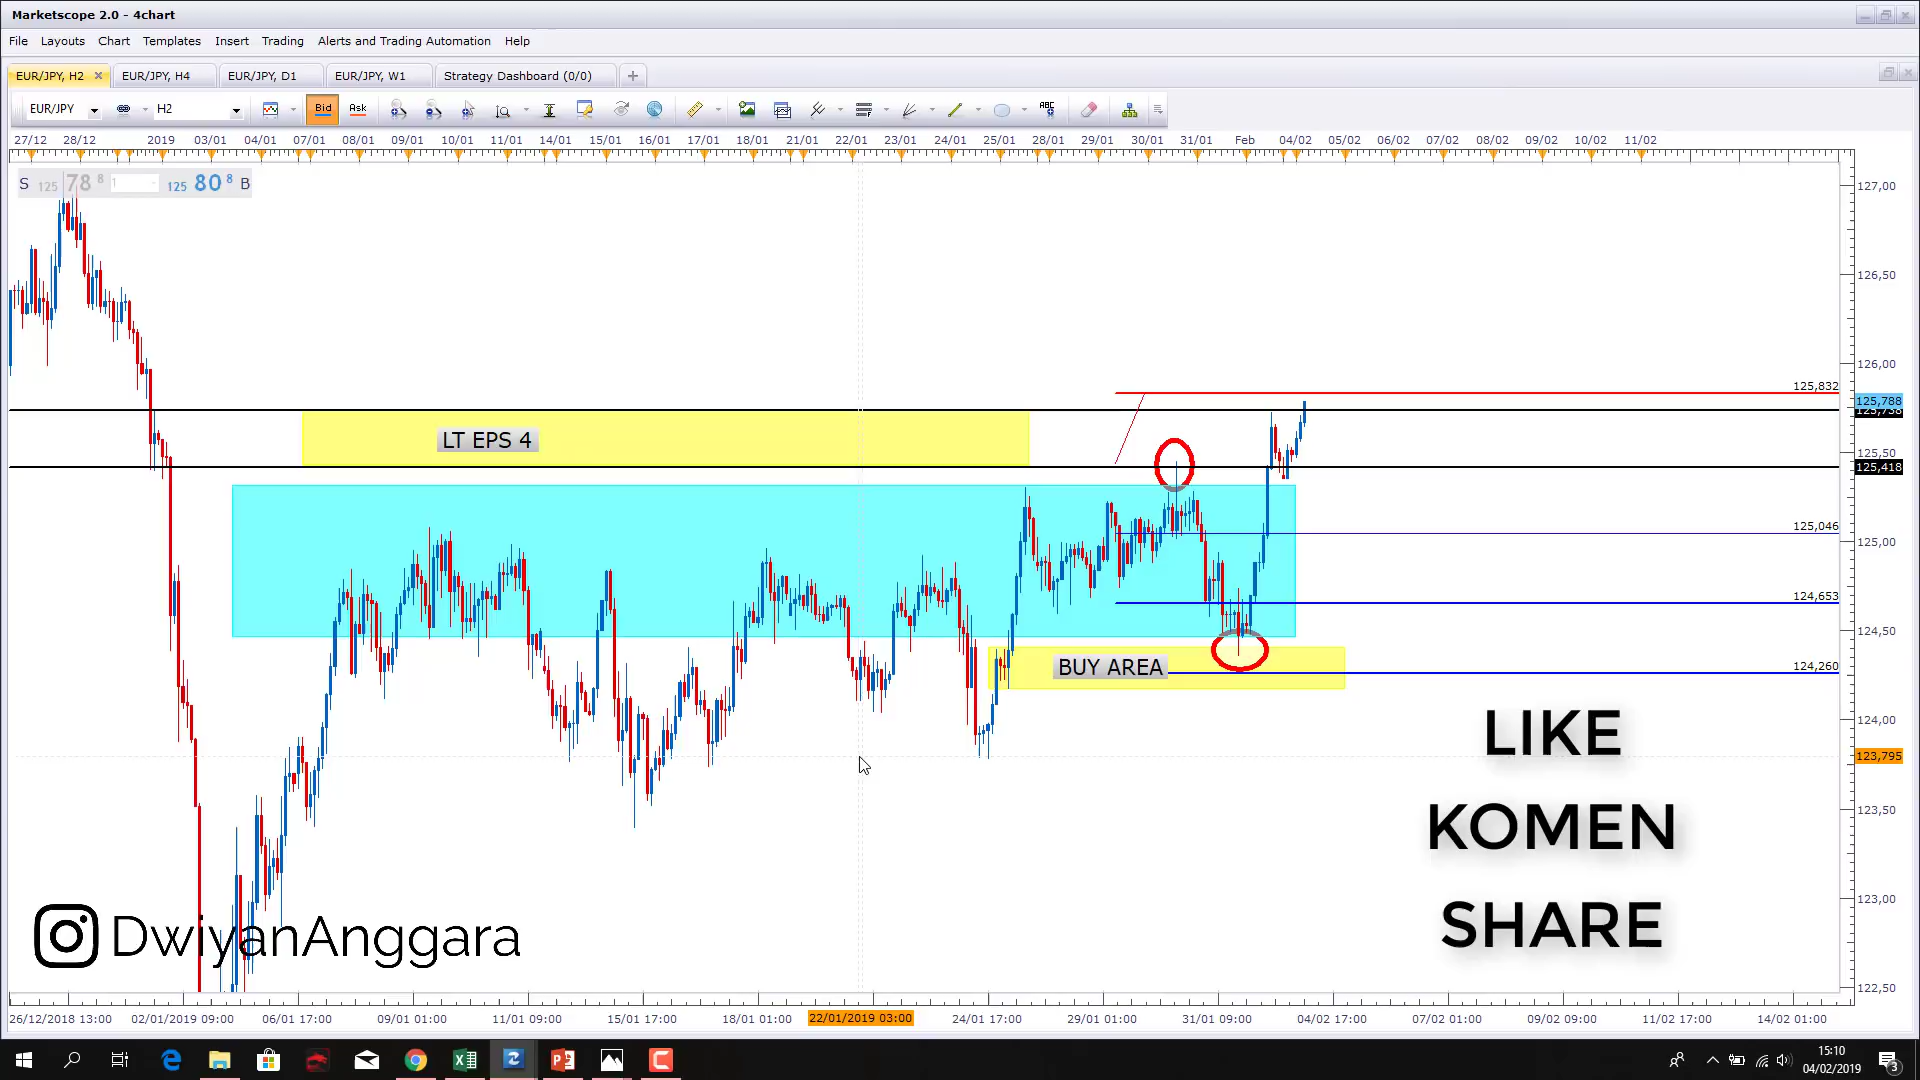 Marketscope 2.0 - 4chart
File Layouts Chart Templates Insert Trading Alerts and Trading Automation Help
EUR/JPY, H2 EUR/JPY, H4 EUR/JPY, D1 EUR/JPY, W1 Strategy Dashboard (0/0)
EUR/JPY H2 Bid Ask ABC
27/12 28/12 2019 03/01 04/01 07/01 08/01 09/01 10/01 11/01 14/01 15/01 16/01 17/01 18/01 21/01 22/01 23/01 24/01 25/01 28/01 29/01 30/01 31/01 Feb 04/02 05/02 06/02 07/02 08/02 09/02 10/02 11/02
S 125 78 8 1 125 80 8 B
127,00
126,50
126,00
125,832
125,788
125,738
LT EPS 4
125,50
125,418
125,046
125,00
124,653
124,50
BUY AREA
124,260
124,00
LIKE
123,795
KOMEN
123,50
SHARE
123,00
DwiyanAnggara
122,50
26/12/2018 13:00 02/01/2019 09:00 06/01 17:00 09/01 01:00 11/01 09:00 15/01 17:00 18/01 01:00 22/01/2019 03:00 24/01 17:00 29/01 01:00 31/01 09:00 04/02 17:00 07/02 01:00 09/02 09:00 11/02 17:00 14/02 01:00
15:10
04/02/2019
3